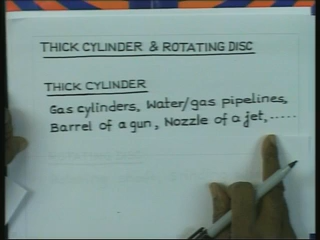 THICK CYLINDER & ROTATING DISC
THICK CYLINDER
Gas cylinders, Water/gas pipelines,
Barrel of a gun, Nozzle of a jet,-----